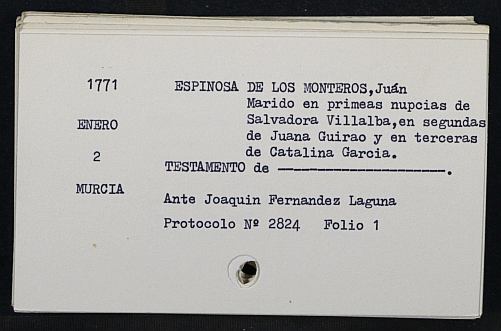 1771
ENERO
2
MURCIA
ESPINOSA DE LOS MONTEROS,Juán
Marido en primeas nupcias de
Salvadora Villalba,en segundas
de Juana Guirao y en terceras
de Catalina Garcia.
TESTAMENTO de —————————————.
Ante Joaquin Fernandez Laguna
Protocolo Nº 2824 Folio 1